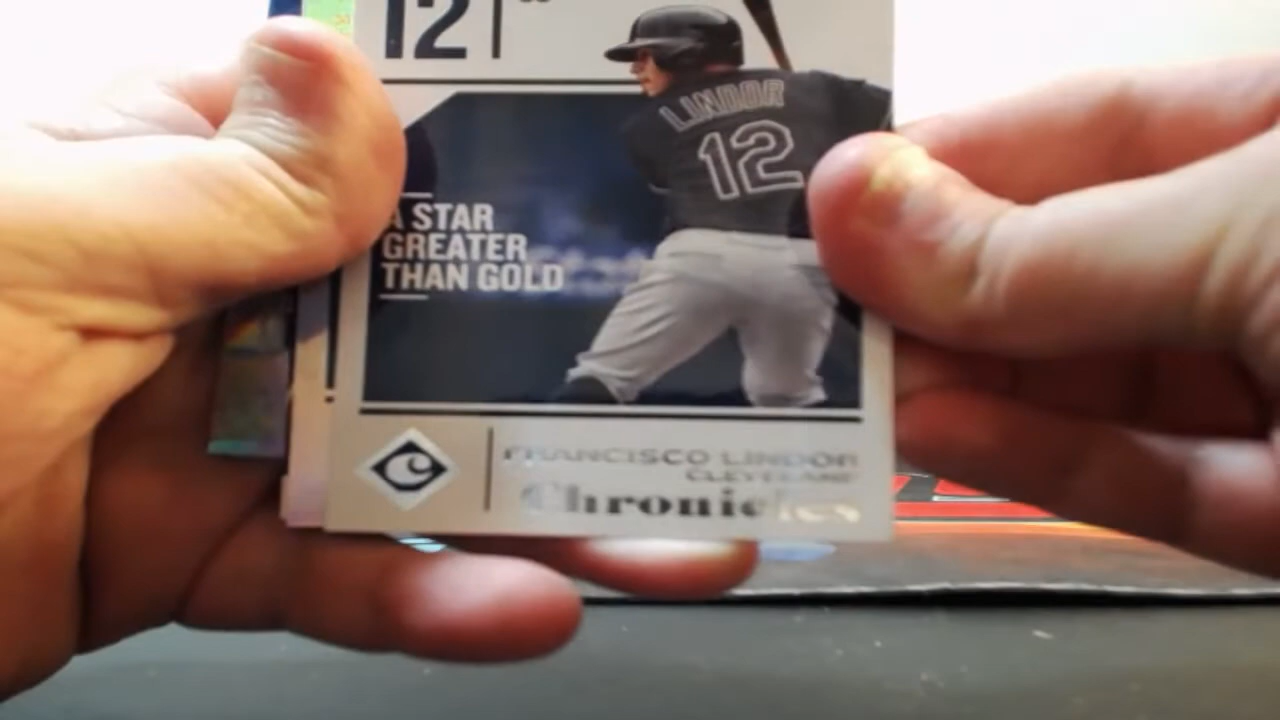 12
LINDOR
12
A STAR
GREATER
THAN GOLD
FRANCISCO LINDOR
CLEVELAND
Chronicles